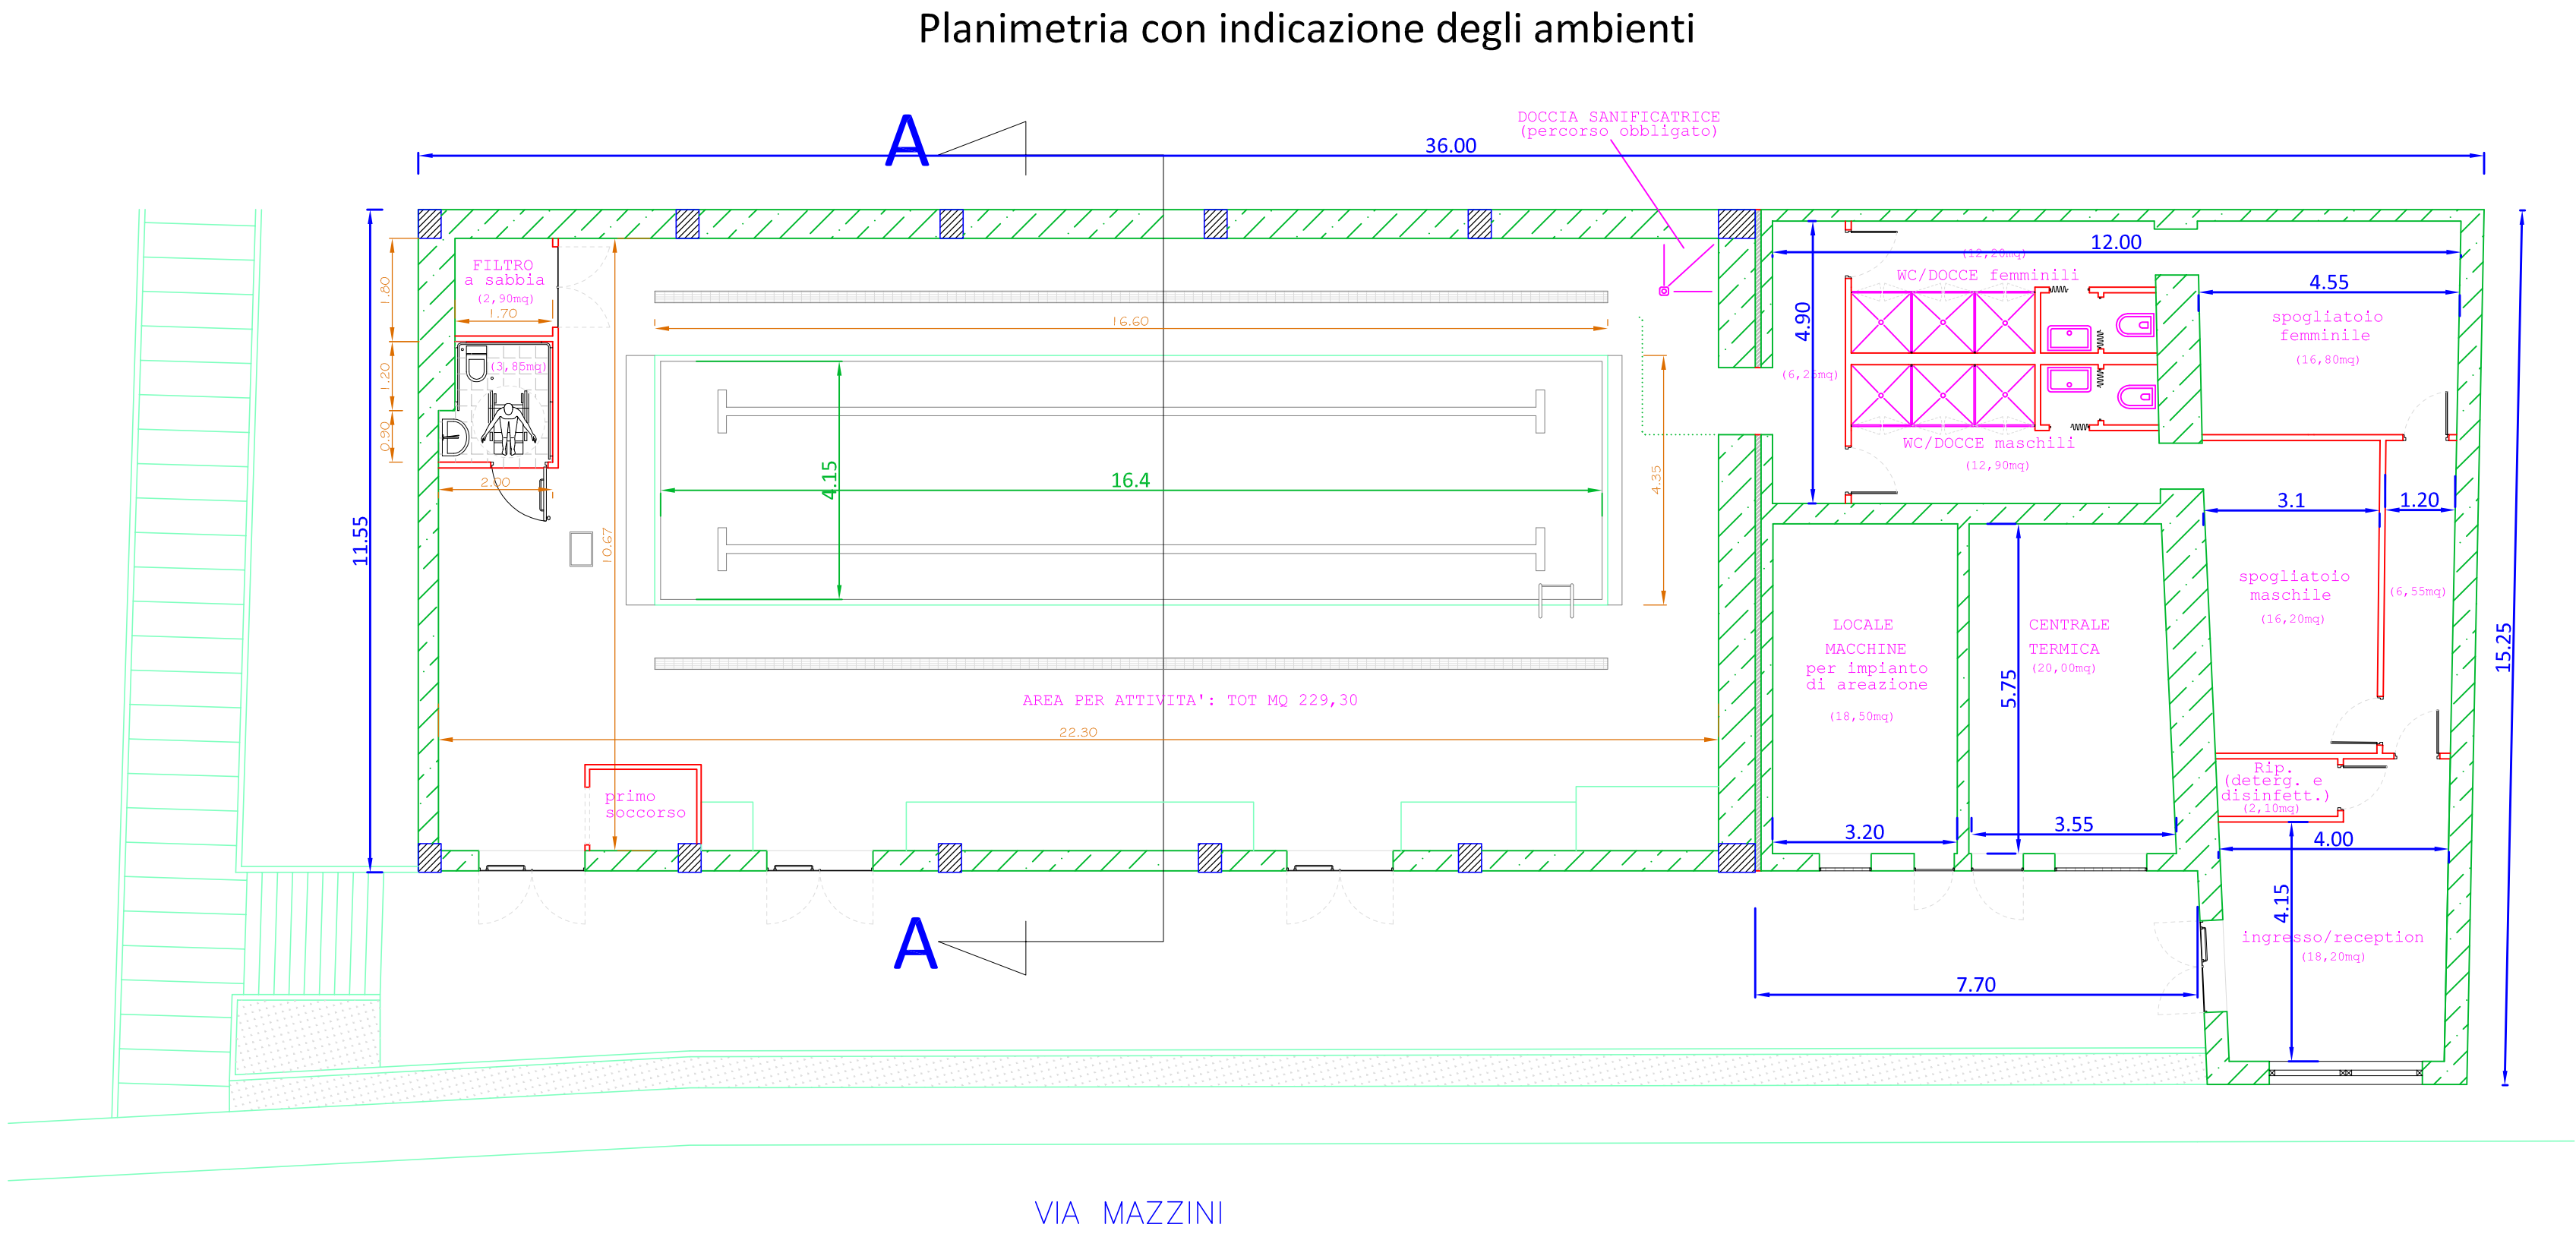 Planimetria con indicazione degli ambienti
DOCCIA SANIFICATRICE
(percorso obbligato)
A
36.00
12.00
(12,20mq)
WC/DOCCE femminili
4.55
spogliatoio
femminile
(16,80mq)
4.90
(6,25mq)
WC/DOCCE maschili
(12,90mq)
FILTRO
a sabbia
(2,90mq)
1.70
1.80
(3,85mq)
1.20
0.90
2.00
11.55
10.67
16.60
4.15
16.4
4.35
AREA PER ATTIVITA': TOT MQ 229,30
22.30
primo
soccorso
LOCALE
MACCHINE
per impianto
di areazione
(18,50mq)
3.20
CENTRALE
TERMICA
(20,00mq)
5.75
3.55
3.1
1.20
spogliatoio
maschile
(16,20mq)
(6,55mq)
15.25
Rip.
(deterg. e
disinfett.)
(2,10mq)
4.00
4.15
ingresso/reception
(18,20mq)
7.70
A
VIA MAZZINI